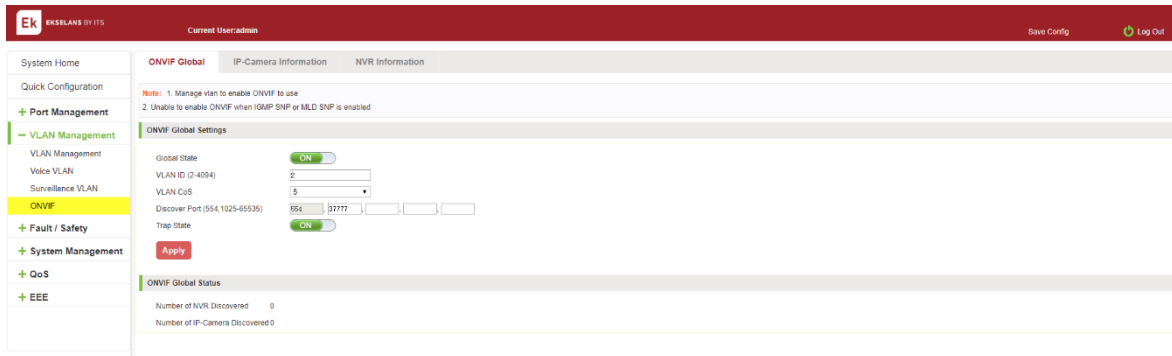 Ek EKSELANS BY ITS
Current User:admin
Save Config
Log Out
System Home
Quick Configuration
+ Port Management
− VLAN Management
VLAN Management
Voice VLAN
Surveillance VLAN
ONVIF
+ Fault / Safety
+ System Management
+ QoS
+ EEE
ONVIF Global IP-Camera Information NVR Information
Note: 1. Manage vlan to enable ONVIF to use
2. Unable to enable ONVIF when IGMP SNP or MLD SNP is enabled
ONVIF Global Settings
Global State ON
VLAN ID (2-4094) 2
VLAN CoS 5
Discover Port (554,1025-65535) 554 , 37777 , , ,
Trap State ON
Apply
ONVIF Global Status
Number of NVR Discovered 0
Number of IP-Camera Discovered 0